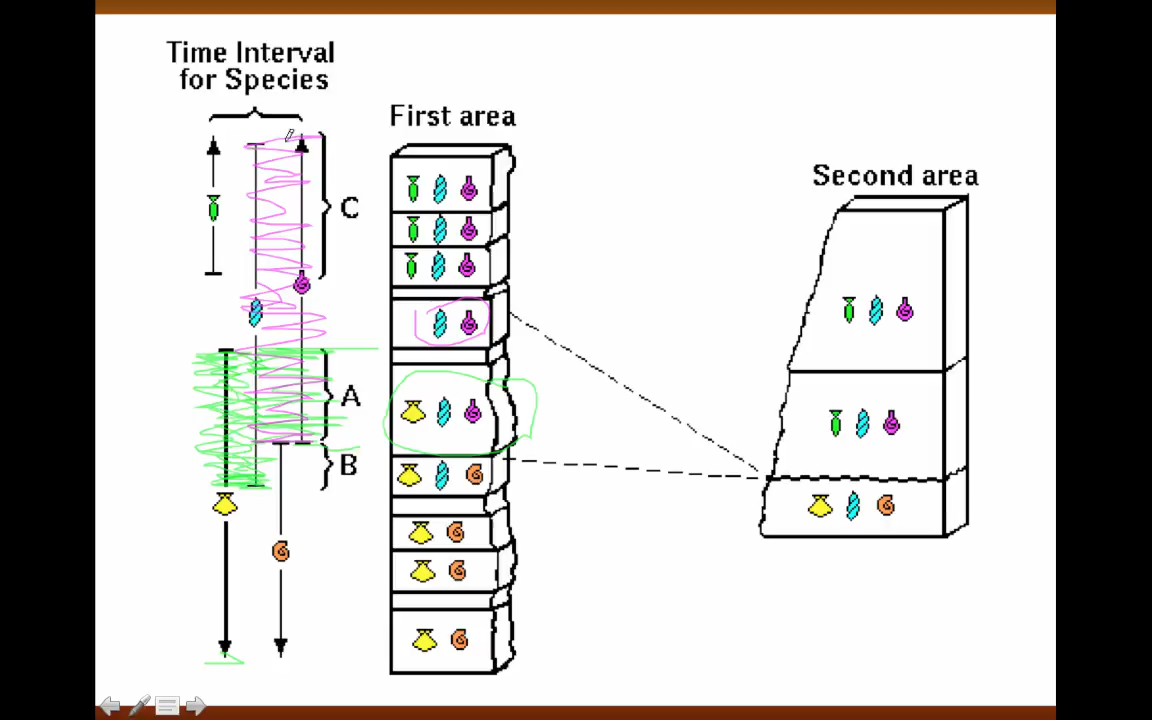 Time Interval
for Species
First area
Second area
C
A
B